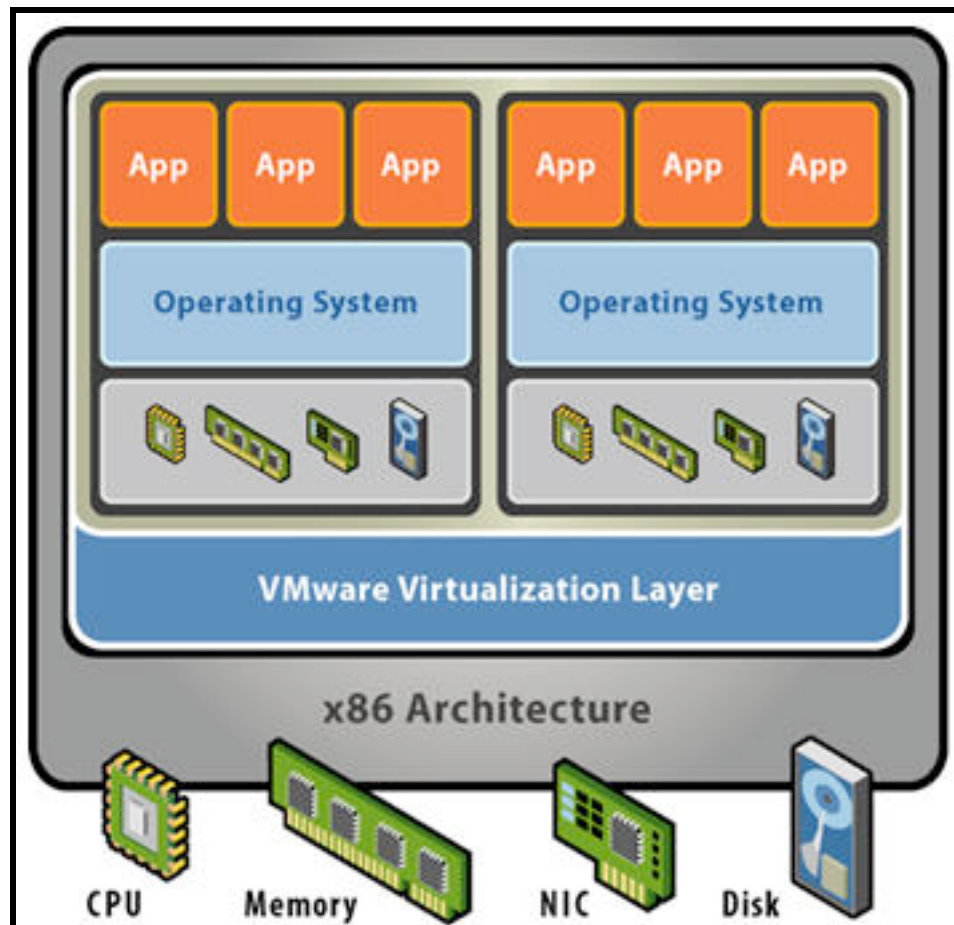 App App App App App App
Operating System Operating System
VMware Virtualization Layer
x86 Architecture
CPU Memory NIC Disk